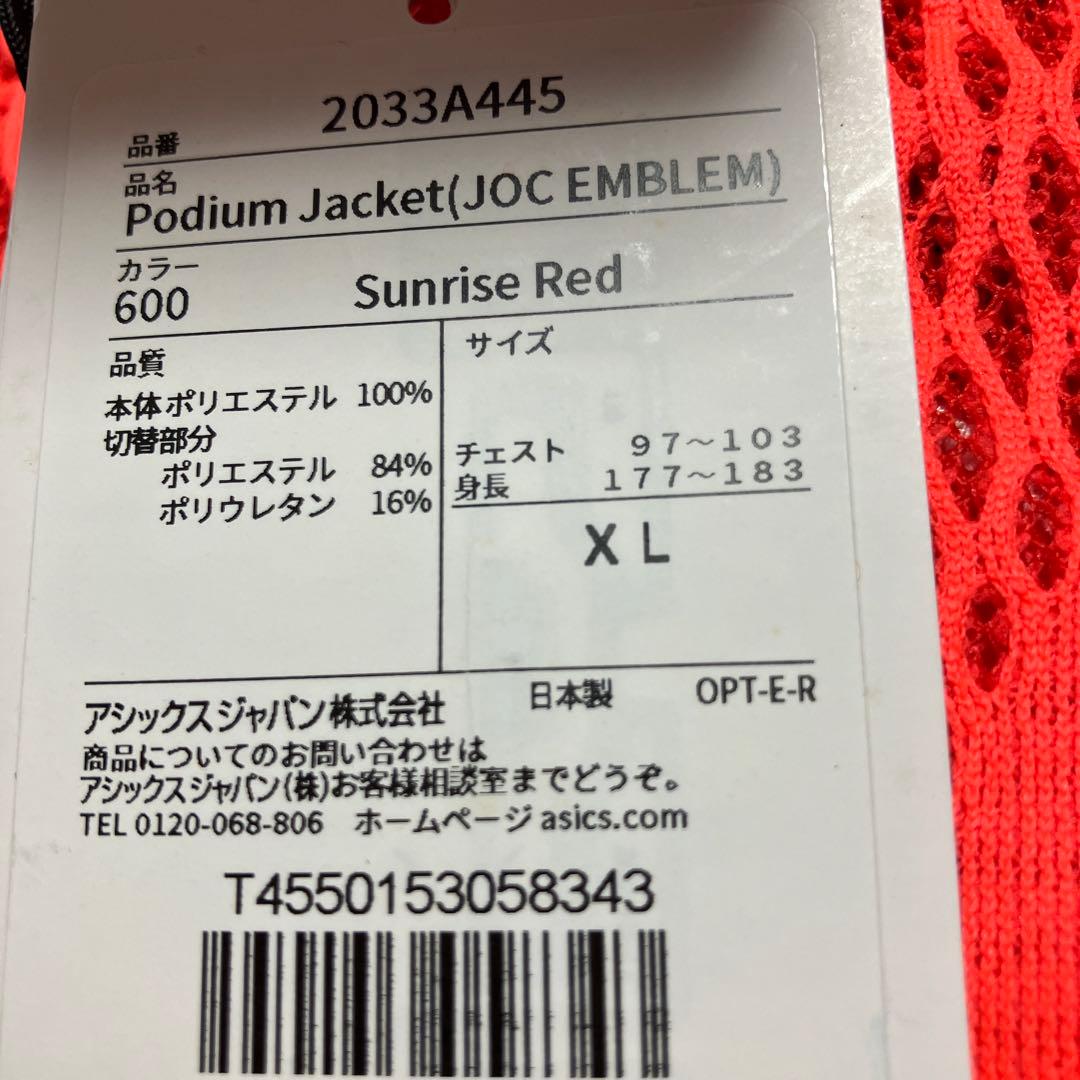 品番 2033A445
品名
Podium Jacket(JOC EMBLEM)
カラー
600 Sunrise Red
品質
本体ポリエステル 100%
切替部分
ポリエステル 84%
ポリウレタン 16%
サイズ
チェスト 97～103
身長 177～183
XL
アシックスジャパン株式会社 日本製 OPT-E-R
商品についてのお問い合わせは
アシックスジャパン(株)お客様相談室までどうぞ。
TEL 0120-068-806 ホームページ asics.com
T4550153058343